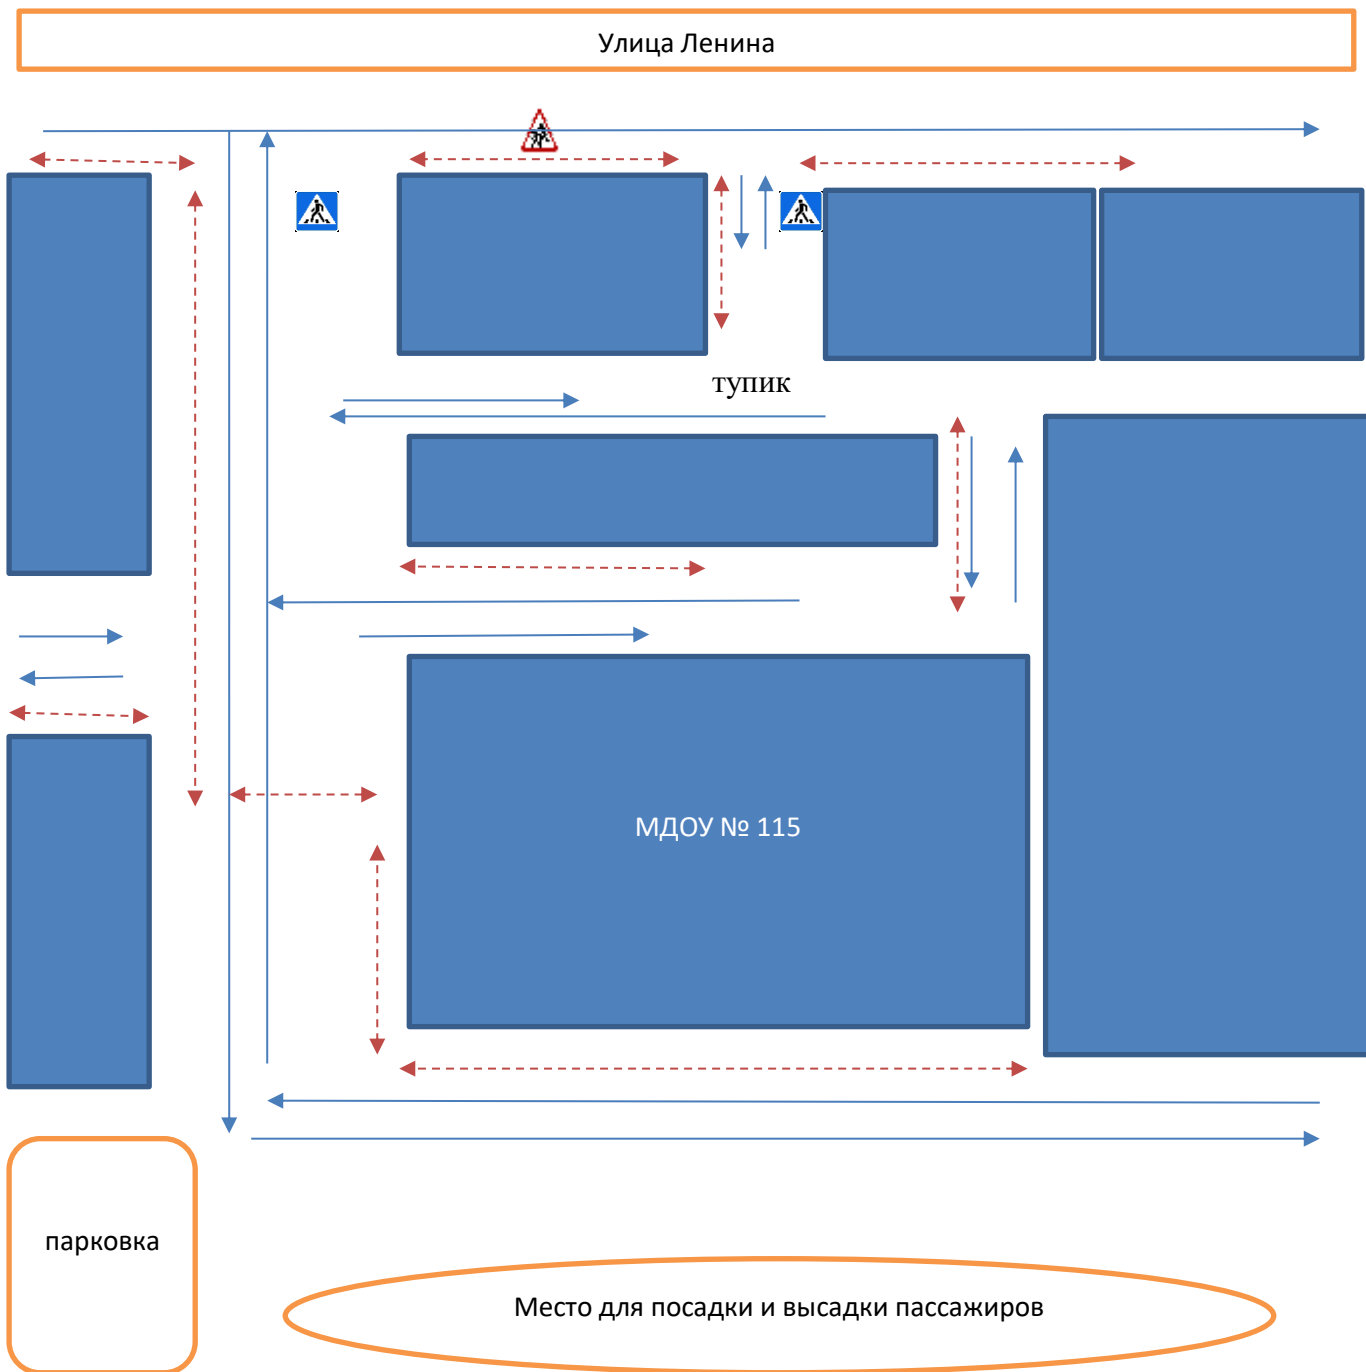 Улица Ленина
тупик
МДОУ № 115
парковка
Место для посадки и высадки пассажиров